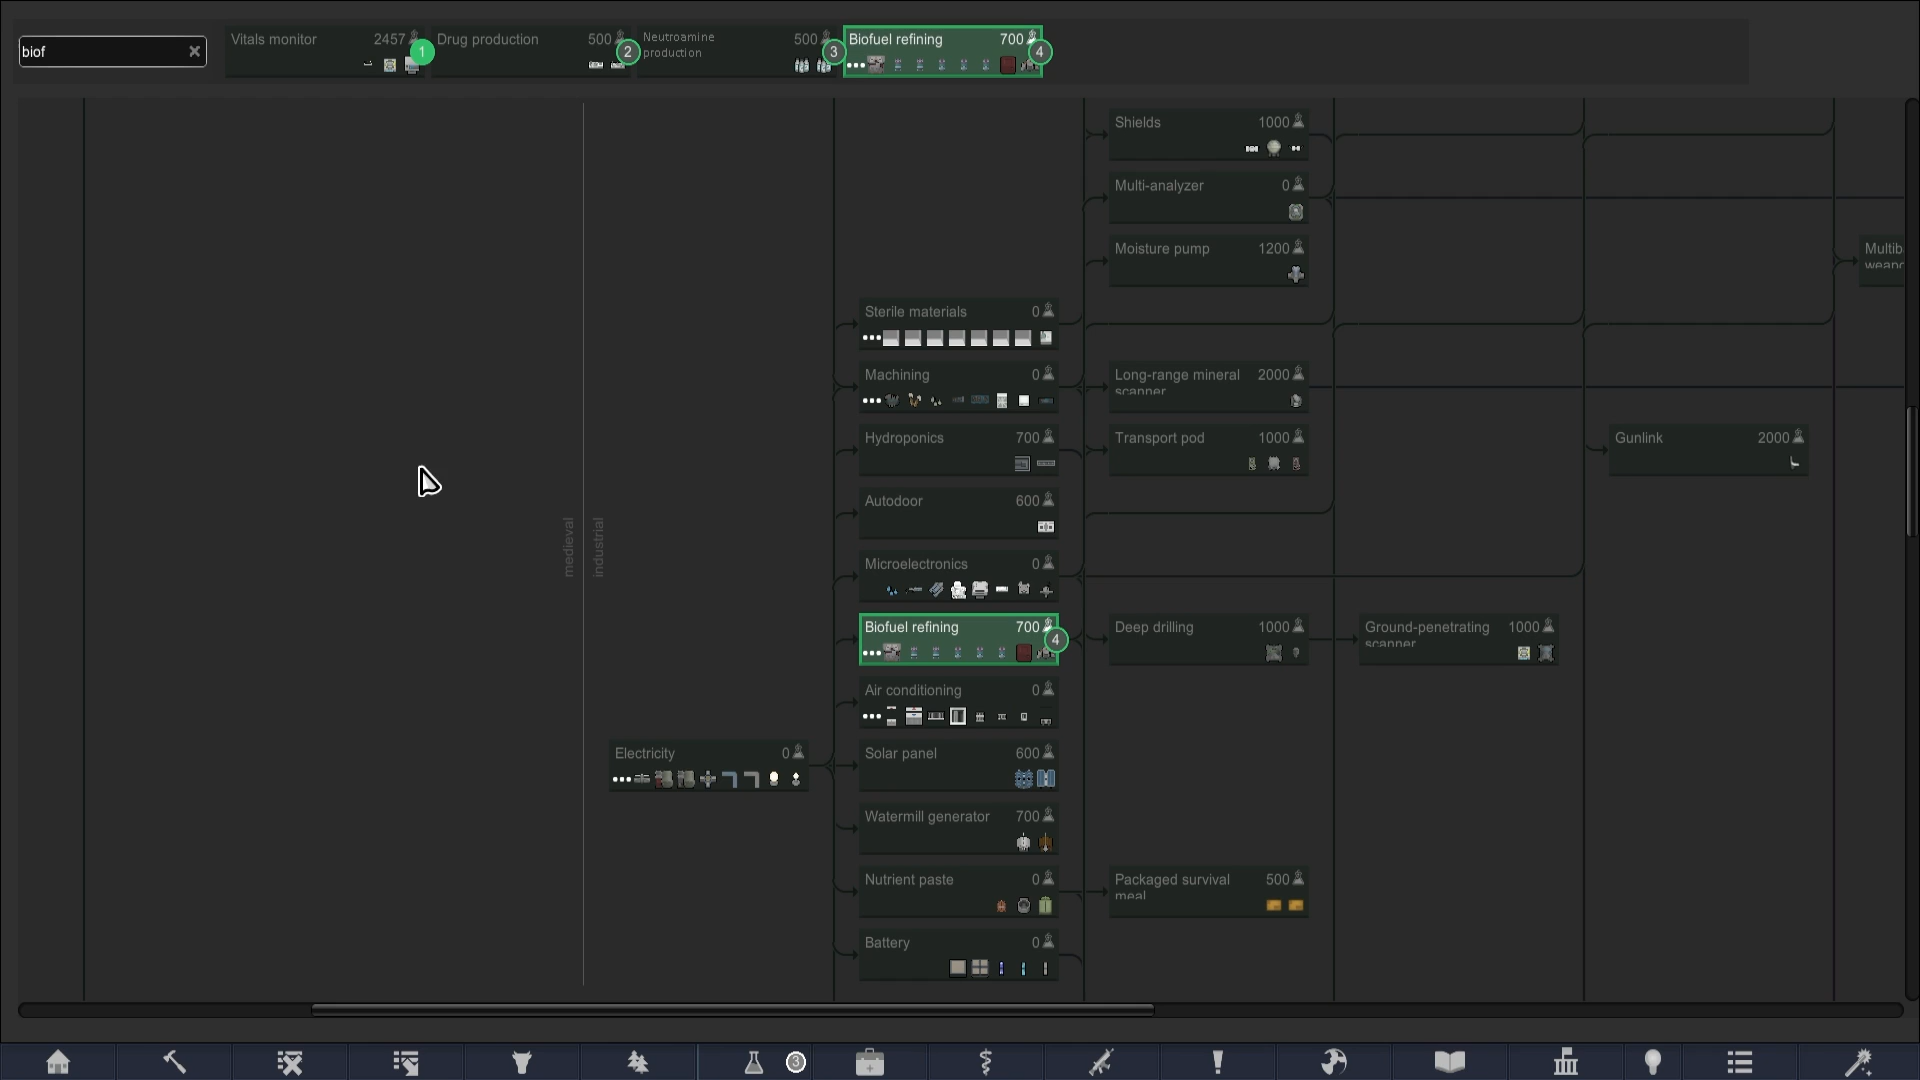 biof
Vitals monitor 2457
1
Drug production 500
2
Neutroamine production 500
3
Biofuel refining 700
4
Shields 1000
Multi-analyzer 0
Moisture pump 1200
Multib
weapo
Sterile materials 0
Machining 0
Long-range mineral scanner 2000
Hydroponics 700
Transport pod 1000
Gunlink 2000
Autodoor 600
medieval
industrial
Microelectronics 0
Biofuel refining 700
4
Deep drilling 1000
Ground-penetrating scanner 1000
Air conditioning 0
Electricity 0
Solar panel 600
Watermill generator 700
Nutrient paste 0
Packaged survival meal 500
Battery 0
3